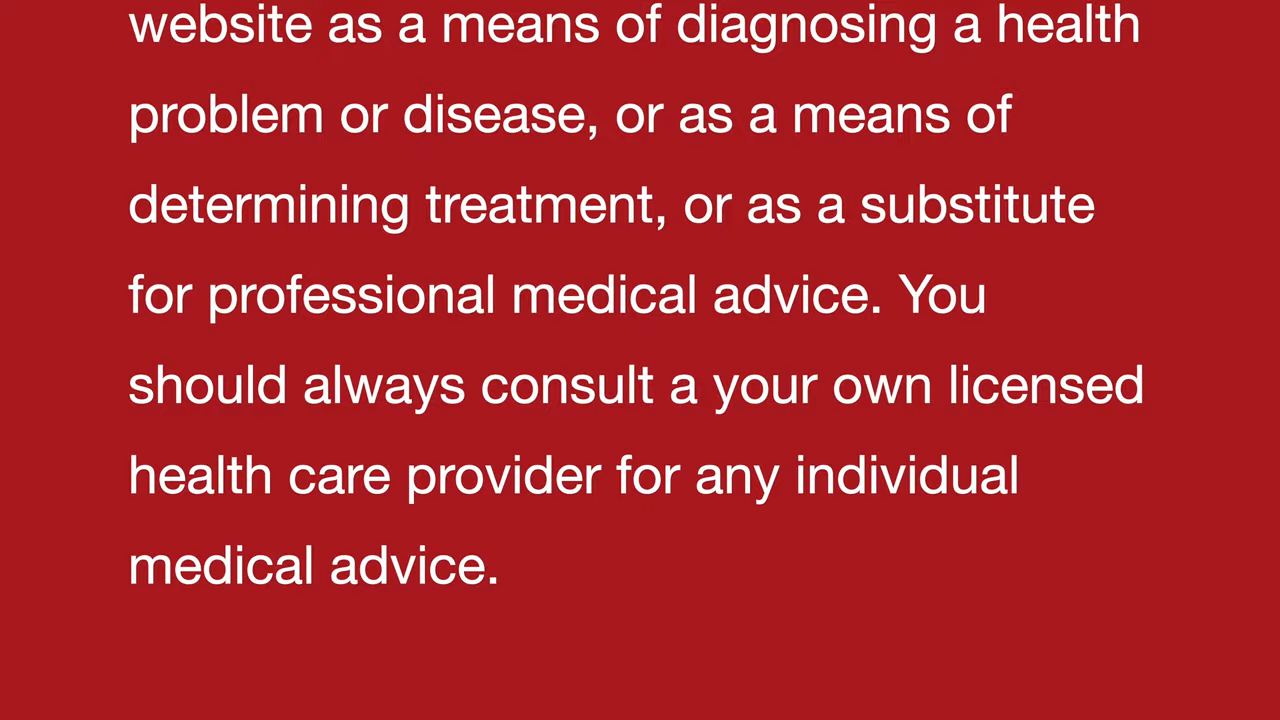 website as a means of diagnosing a health
problem or disease, or as a means of
determining treatment, or as a substitute
for professional medical advice. You
should always consult a your own licensed
health care provider for any individual
medical advice.